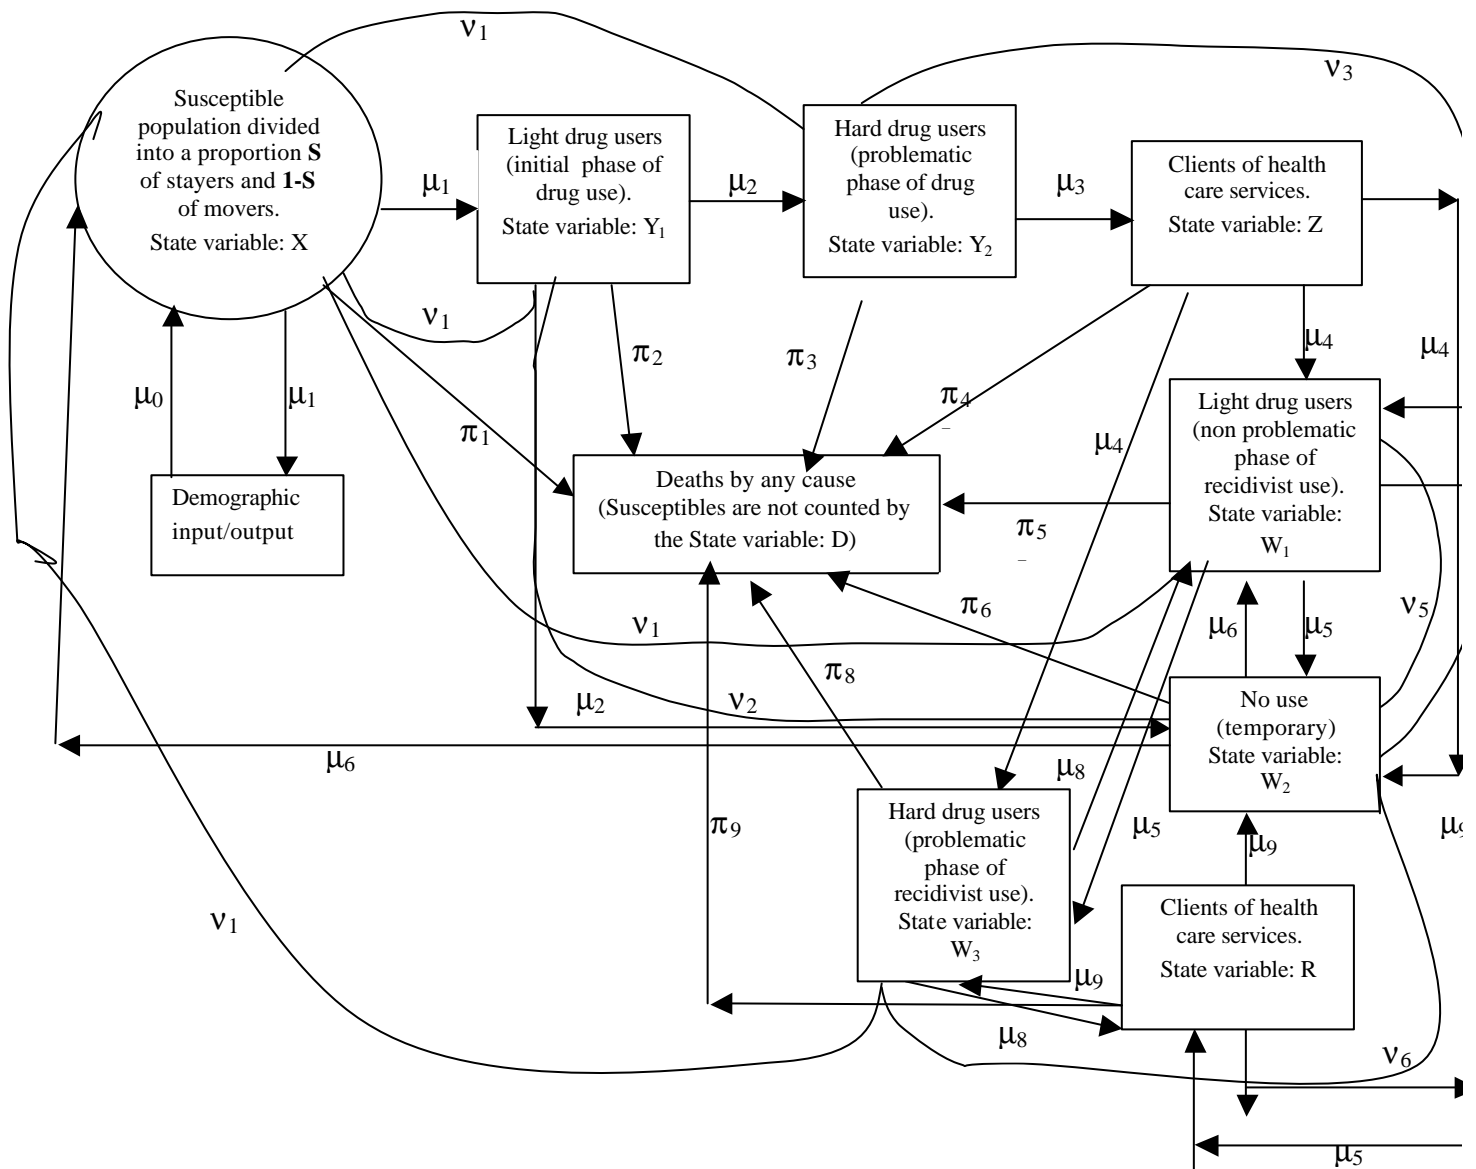 ν1
ν3
Susceptible
population divided
into a proportion S
of stayers and 1-S
of movers.
State variable: X
μ1
Light drug users
(initial phase of
drug use).
State variable: Y1
μ2
Hard drug users
(problematic
phase of drug
use).
State variable: Y2
μ3
Clients of health
care services.
State variable: Z
ν1
π2
π3
π4
μ4
μ4
μ4
μ0
μ1
π1
Demographic
input/output
Deaths by any cause
(Susceptibles are not counted by
the State variable: D)
π5
Light drug users
(non problematic
phase of
recidivist use).
State variable:
W1
π6
ν1
μ6
μ5
ν5
π8
μ2
ν2
No use
(temporary)
State variable:
W2
μ6
μ8
μ5
π9
Hard drug users
(problematic
phase of
recidivist use).
State variable:
W3
μ9
μ9
Clients of health
care services.
State variable: R
ν1
μ9
μ8
ν6
μ5